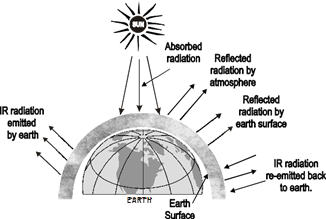 SUN
Absorbed
radiation
Reflected
radiation by
atmosphere
IR radiation
emitted
by earth
Reflected
radiation by
earth surface
IR radiation
re-emitted back
to earth.
EARTH
Earth
Surface